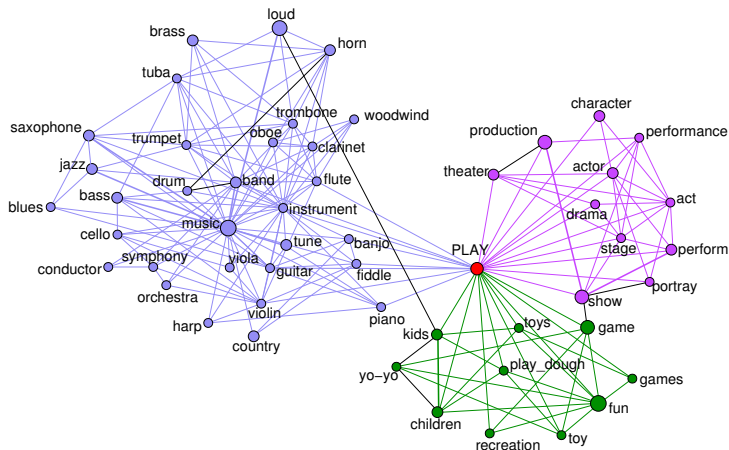 loud
brass
horn
tuba
character
trombone
woodwind
production
performance
saxophone
oboe
trumpet
clarinet
actor
jazz
theater
drum
band
flute
bass
act
blues
instrument
drama
music
cello
tune
banjo
stage
PLAY
perform
symphony
viola
conductor
guitar
fiddle
portray
orchestra
show
violin
piano
toys
harp
kids
game
country
play_dough
yo-yo
games
fun
children
recreation
toy